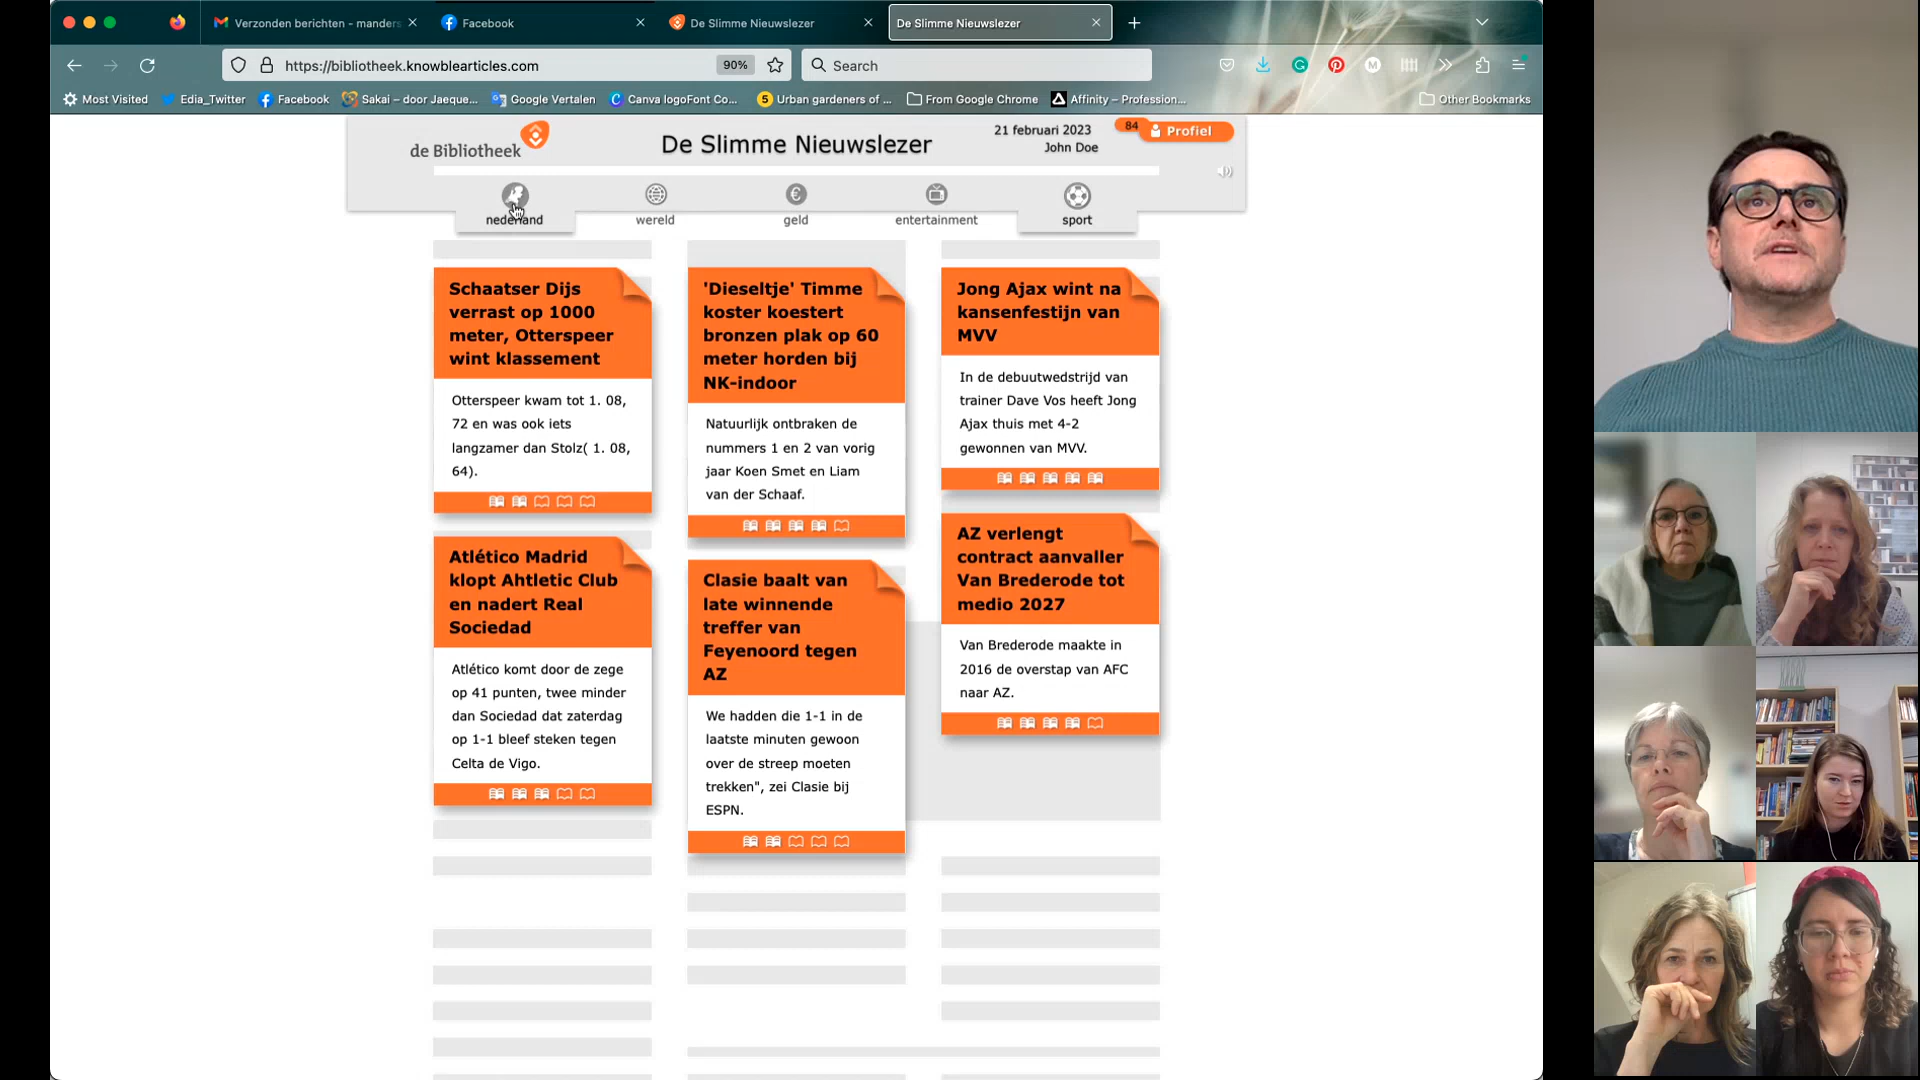 Verzonden berichten - manders
Facebook
De Slimme Nieuwslezer
De Slimme Nieuwslezer
https://bibliotheek.knowblearticles.com
90%
Search
Most Visited
Edia_Twitter
Facebook
Sakai – door Jaeque...
Google Vertalen
Canva logoFont Co...
Urban gardeners of ...
From Google Chrome
Affinity – Profession...
Other Bookmarks
de Bibliotheek
De Slimme Nieuwslezer
21 februari 2023
John Doe
84
Profiel
nederland
wereld
geld
entertainment
sport
Schaatser Dijs
verrast op 1000
meter, Otterspeer
wint klassement
Otterspeer kwam tot 1. 08,
72 en was ook iets
langzamer dan Stolz( 1. 08,
64).
Atlético Madrid
klopt Ahtletic Club
en nadert Real
Sociedad
Atlético komt door de zege
op 41 punten, twee minder
dan Sociedad dat zaterdag
op 1-1 bleef steken tegen
Celta de Vigo.
'Dieseltje' Timme
koster koestert
bronzen plak op 60
meter horden bij
NK-indoor
Natuurlijk ontbraken de
nummers 1 en 2 van vorig
jaar Koen Smet en Liam
van der Schaaf.
Clasie baalt van
late winnende
treffer van
Feyenoord tegen
AZ
We hadden die 1-1 in de
laatste minuten gewoon
over de streep moeten
trekken", zei Clasie bij
ESPN.
Jong Ajax wint na
kansenfestijn van
MVV
In de debuutwedstrijd van
trainer Dave Vos heeft Jong
Ajax thuis met 4-2
gewonnen van MVV.
AZ verlengt
contract aanvaller
Van Brederode tot
medio 2027
Van Brederode maakte in
2016 de overstap van AFC
naar AZ.